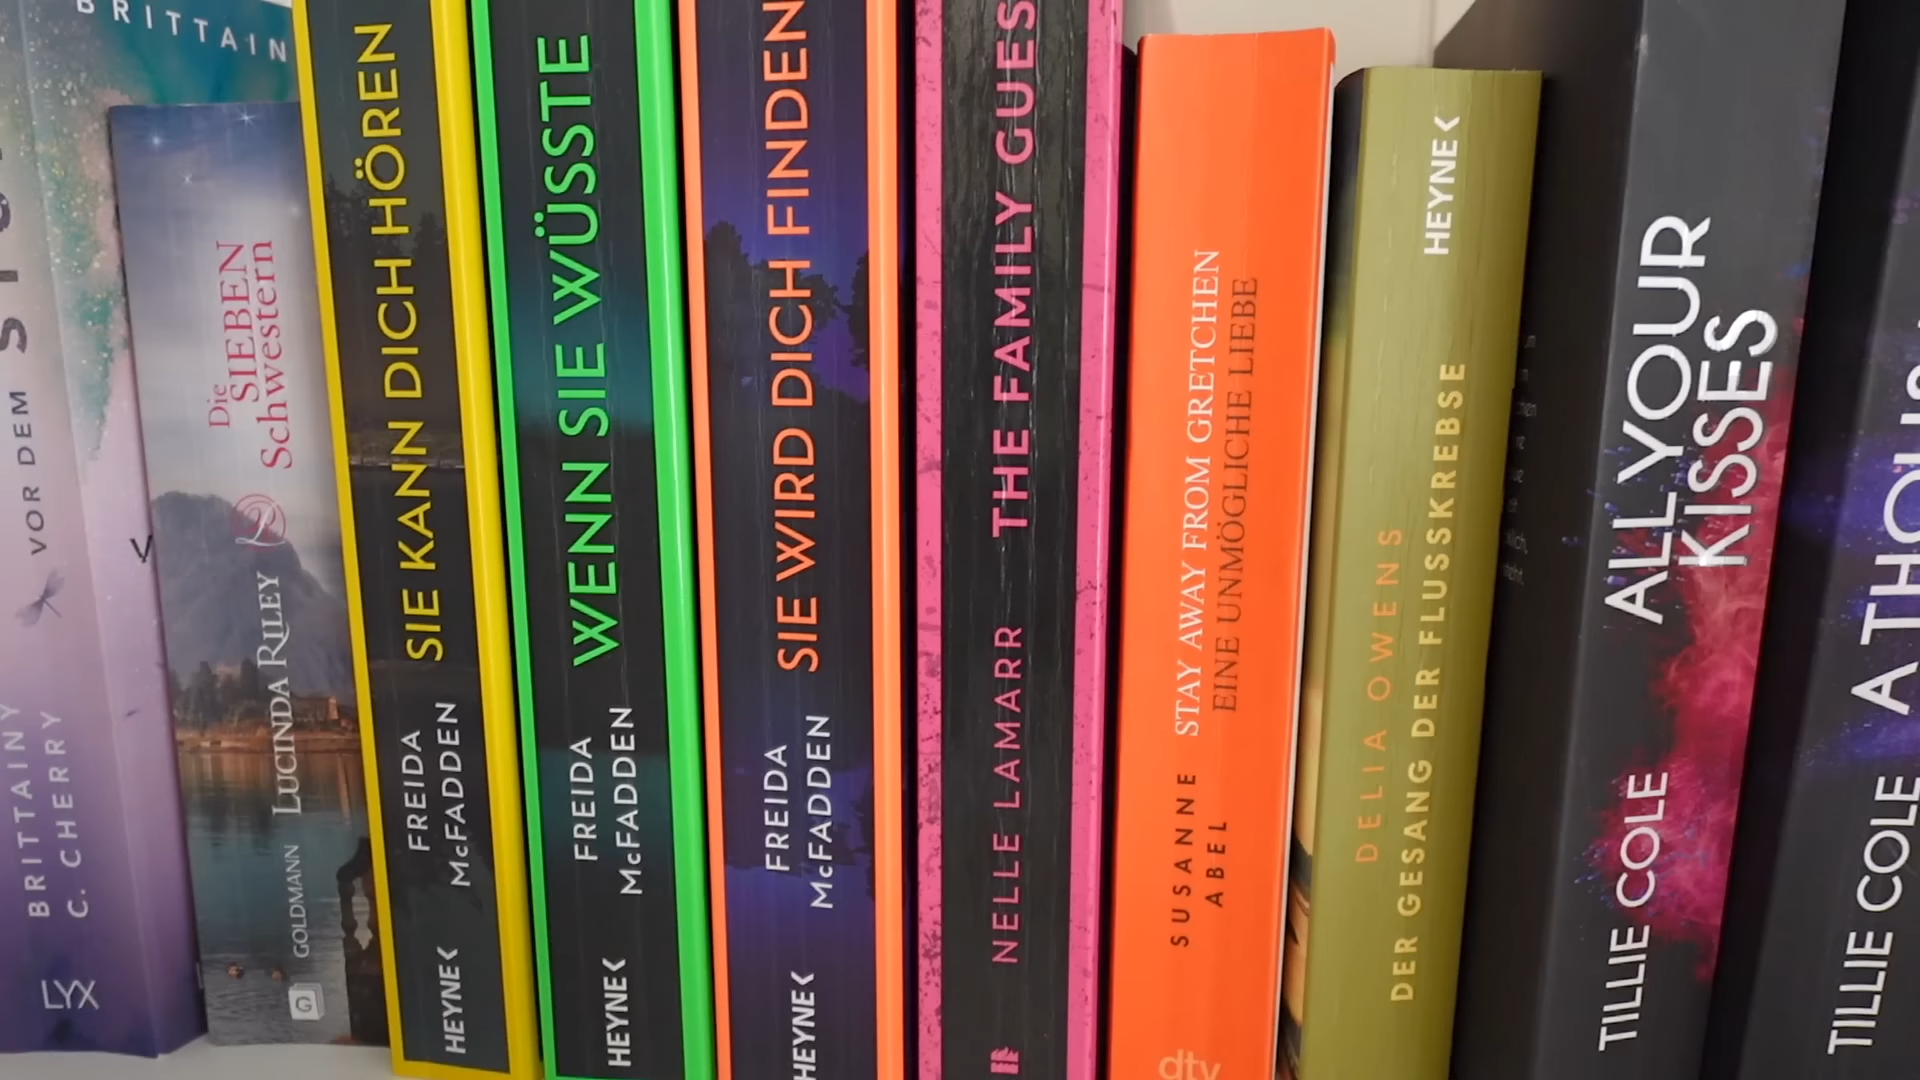 BRITTAIN
VOR DEM
BRITTAINY
C. CHERRY
LYX
Die
SIEBEN
Schwestern
LUCINDA RILEY
GOLDMANN
G
SIE KANN DICH HÖREN
FREIDA
McFADDEN
HEYNE
WENN SIE WÜSSTE
FREIDA
McFADDEN
HEYNE
SIE WIRD DICH FINDEN
FREIDA
McFADDEN
HEYNE
THE FAMILY GUES
NELLE LAMARR
STAY AWAY FROM GRETCHEN
EINE UNMÖGLICHE LIEBE
SUSANNE
ABEL
dtv
HEYNE
DELIA OWENS
DER GESANG DER FLUSSKREBSE
ALL YOUR
KISSES
TILLIE COLE
A THOUS
TILLIE COLE